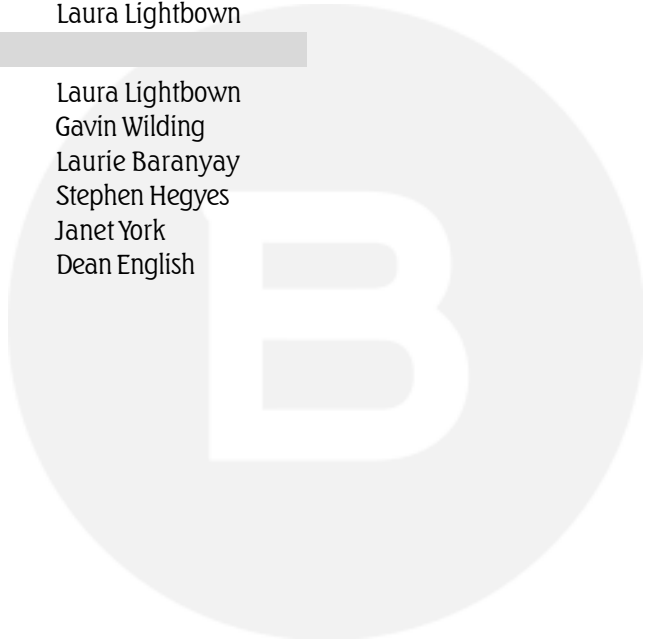 Laura Lightbown
Laura Lightbown
Gavin Wilding
Laurie Baranyay
Stephen Hegyes
Janet York
Dean English
B